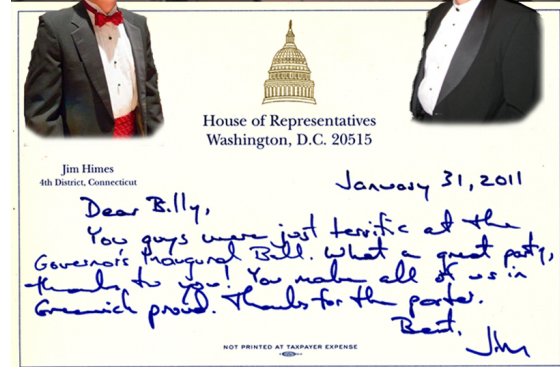 House of Representatives
Washington, D.C. 20515
Jim Himes
4th District, Connecticut
January 31, 2011
Dear Billy,
You guys were just terrific at the
Governor's Inaugural Ball. What a great party,
thanks to you! You make all of us in
Greenwich proud. Thanks for the poster.
Best,
Jim
NOT PRINTED AT TAXPAYER EXPENSE